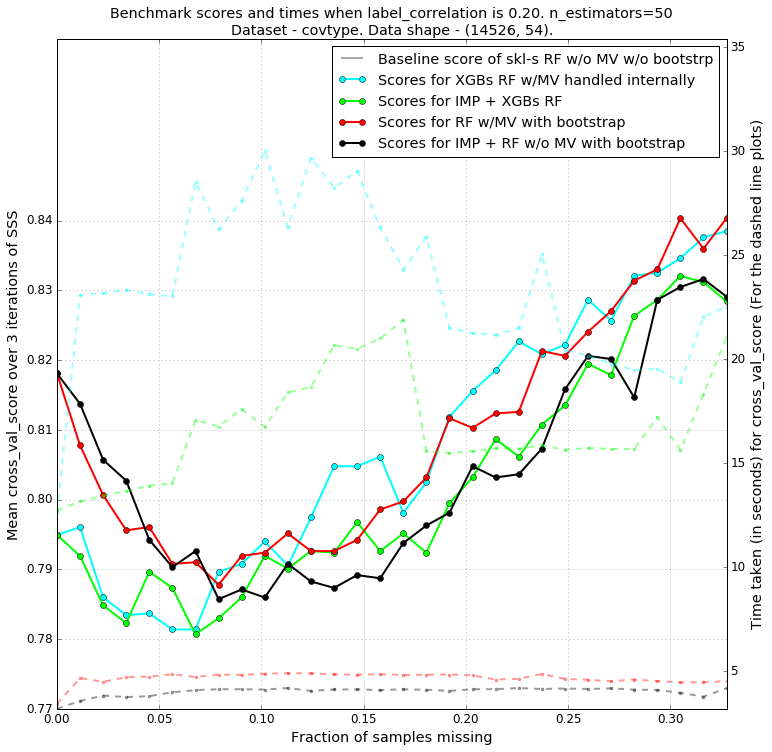 Benchmark scores and times when label_correlation is 0.20. n_estimators=50
Dataset - covtype. Data shape - (14526, 54).
Baseline score of skl-s RF w/o MV w/o bootstrp
Scores for XGBs RF w/MV handled internally
Scores for IMP + XGBs RF
Scores for RF w/MV with bootstrap
Scores for IMP + RF w/o MV with bootstrap
Mean cross_val_score over 3 iterations of SSS
0.84
0.83
0.82
0.81
0.80
0.79
0.78
0.77
35
30
25
20
15
10
5
Time taken (in seconds) for cross_val_score (For the dashed line plots)
0.00
0.05
0.10
0.15
0.20
0.25
0.30
Fraction of samples missing